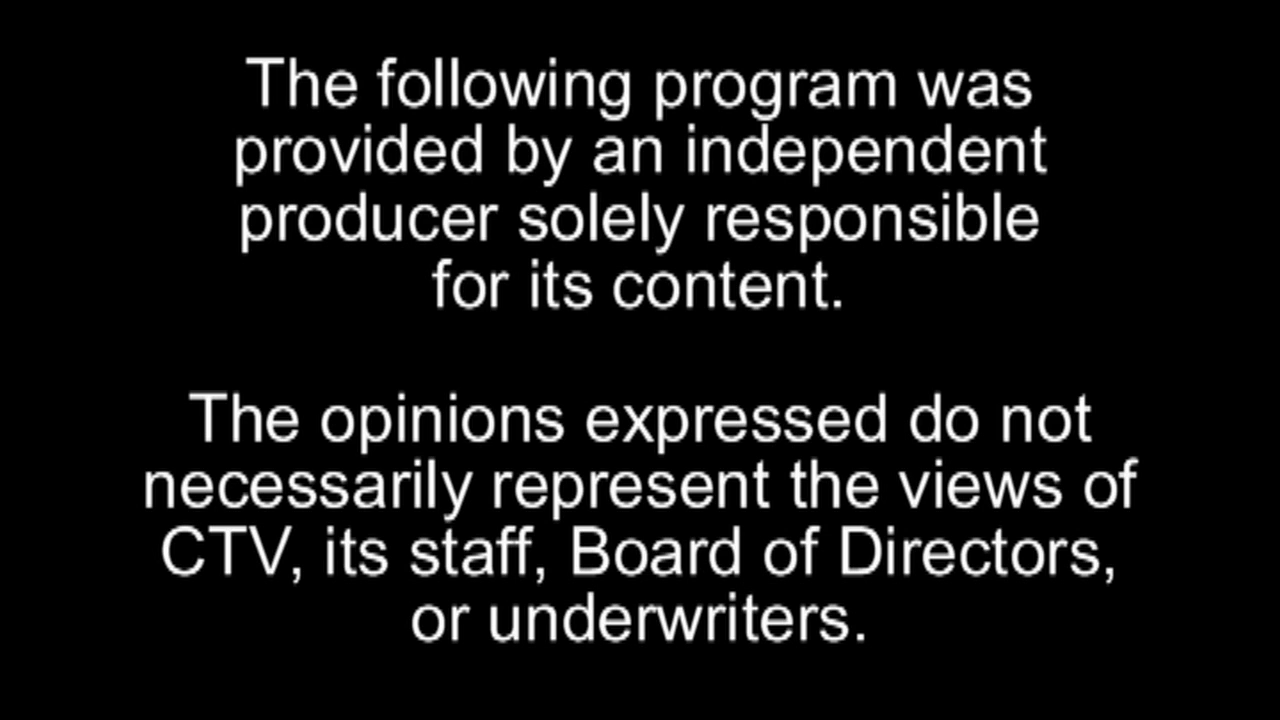 The following program was
provided by an independent
producer solely responsible
for its content.
The opinions expressed do not
necessarily represent the views of
CTV, its staff, Board of Directors,
or underwriters.